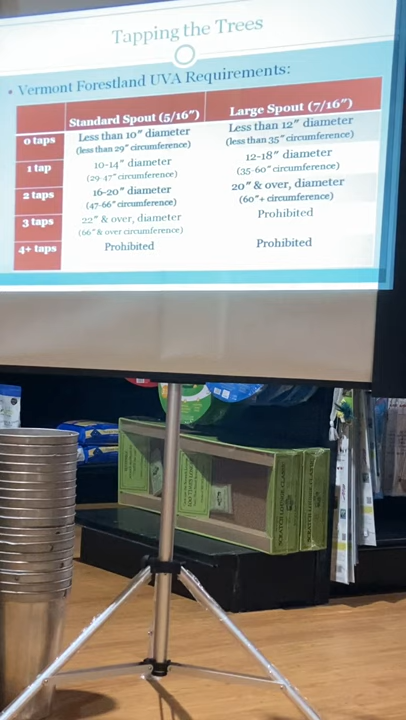 Tapping the Trees
• Vermont Forestland UVA Requirements:
Standard Spout (5/16") Large Spout (7/16")
0 taps Less than 10" diameter Less than 12" diameter
(less than 29" circumference) (less than 35" circumference)
1 tap 10-14" diameter 12-18" diameter
(29-47" circumference) (35-60" circumference)
2 taps 16-20" diameter 20" & over, diameter
(47-66" circumference) (60"+ circumference)
3 taps 22" & over, diameter Prohibited
(66" & over circumference)
4+ taps Prohibited Prohibited